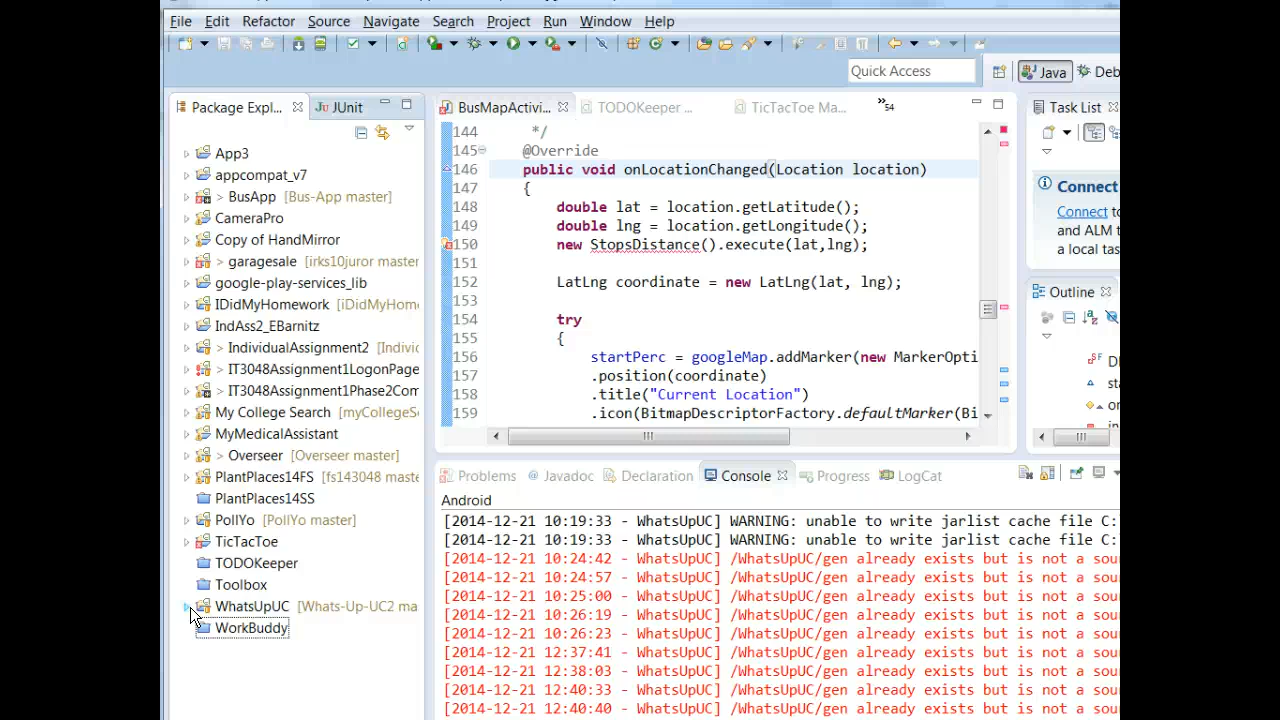 File Edit Refactor Source Navigate Search Project Run Window Help
Quick Access
Java Deb
Package Expl...
JUnit
App3
appcompat_v7
> BusApp [Bus-App master]
CameraPro
Copy of HandMirror
> garagesale [irks10juror master
google-play-services_lib
IDidMyHomework [iDidMyHome
IndAss2_EBarnitz
> IndividualAssignment2 [Individ
> IT3048Assignment1LogonPage
> IT3048Assignment1Phase2Com
My College Search [myCollegeS
MyMedicalAssistant
> Overseer [Overseer master]
PlantPlaces14FS [fs143048 maste
PlantPlaces14SS
PollYo [PollYo master]
TicTacToe
TODOKeeper
Toolbox
WhatsUpUC [Whats-Up-UC2 ma
WorkBuddy
BusMapActivi... TODOKeeper ... TicTacToe Ma... »54
144 */
145 @Override
146 public void onLocationChanged(Location location)
147 {
148 double lat = location.getLatitude();
149 double lng = location.getLongitude();
150 new StopsDistance().execute(lat,lng);
151
152 LatLng coordinate = new LatLng(lat, lng);
153
154 try
155 {
156 startPerc = googleMap.addMarker(new MarkerOpti
157 .position(coordinate)
158 .title("Current Location")
159 .icon(BitmapDescriptorFactory.defaultMarker(Bi
Task List
Connect
Connect to
and ALM t
a local tas
Outline
DI
sta
or
Problems Javadoc Declaration Console Progress LogCat
Android
[2014-12-21 10:19:33 - WhatsUpUC] WARNING: unable to write jarlist cache file C:
[2014-12-21 10:19:33 - WhatsUpUC] WARNING: unable to write jarlist cache file C:
[2014-12-21 10:24:42 - WhatsUpUC] /WhatsUpUC/gen already exists but is not a sou
[2014-12-21 10:24:57 - WhatsUpUC] /WhatsUpUC/gen already exists but is not a sou
[2014-12-21 10:25:00 - WhatsUpUC] /WhatsUpUC/gen already exists but is not a sou
[2014-12-21 10:26:19 - WhatsUpUC] /WhatsUpUC/gen already exists but is not a sou
[2014-12-21 10:26:23 - WhatsUpUC] /WhatsUpUC/gen already exists but is not a sou
[2014-12-21 12:37:41 - WhatsUpUC] /WhatsUpUC/gen already exists but is not a sou
[2014-12-21 12:38:03 - WhatsUpUC] /WhatsUpUC/gen already exists but is not a sou
[2014-12-21 12:40:33 - WhatsUpUC] /WhatsUpUC/gen already exists but is not a sou
[2014-12-21 12:40:40 - WhatsUpUC] /WhatsUpUC/gen already exists but is not a sou